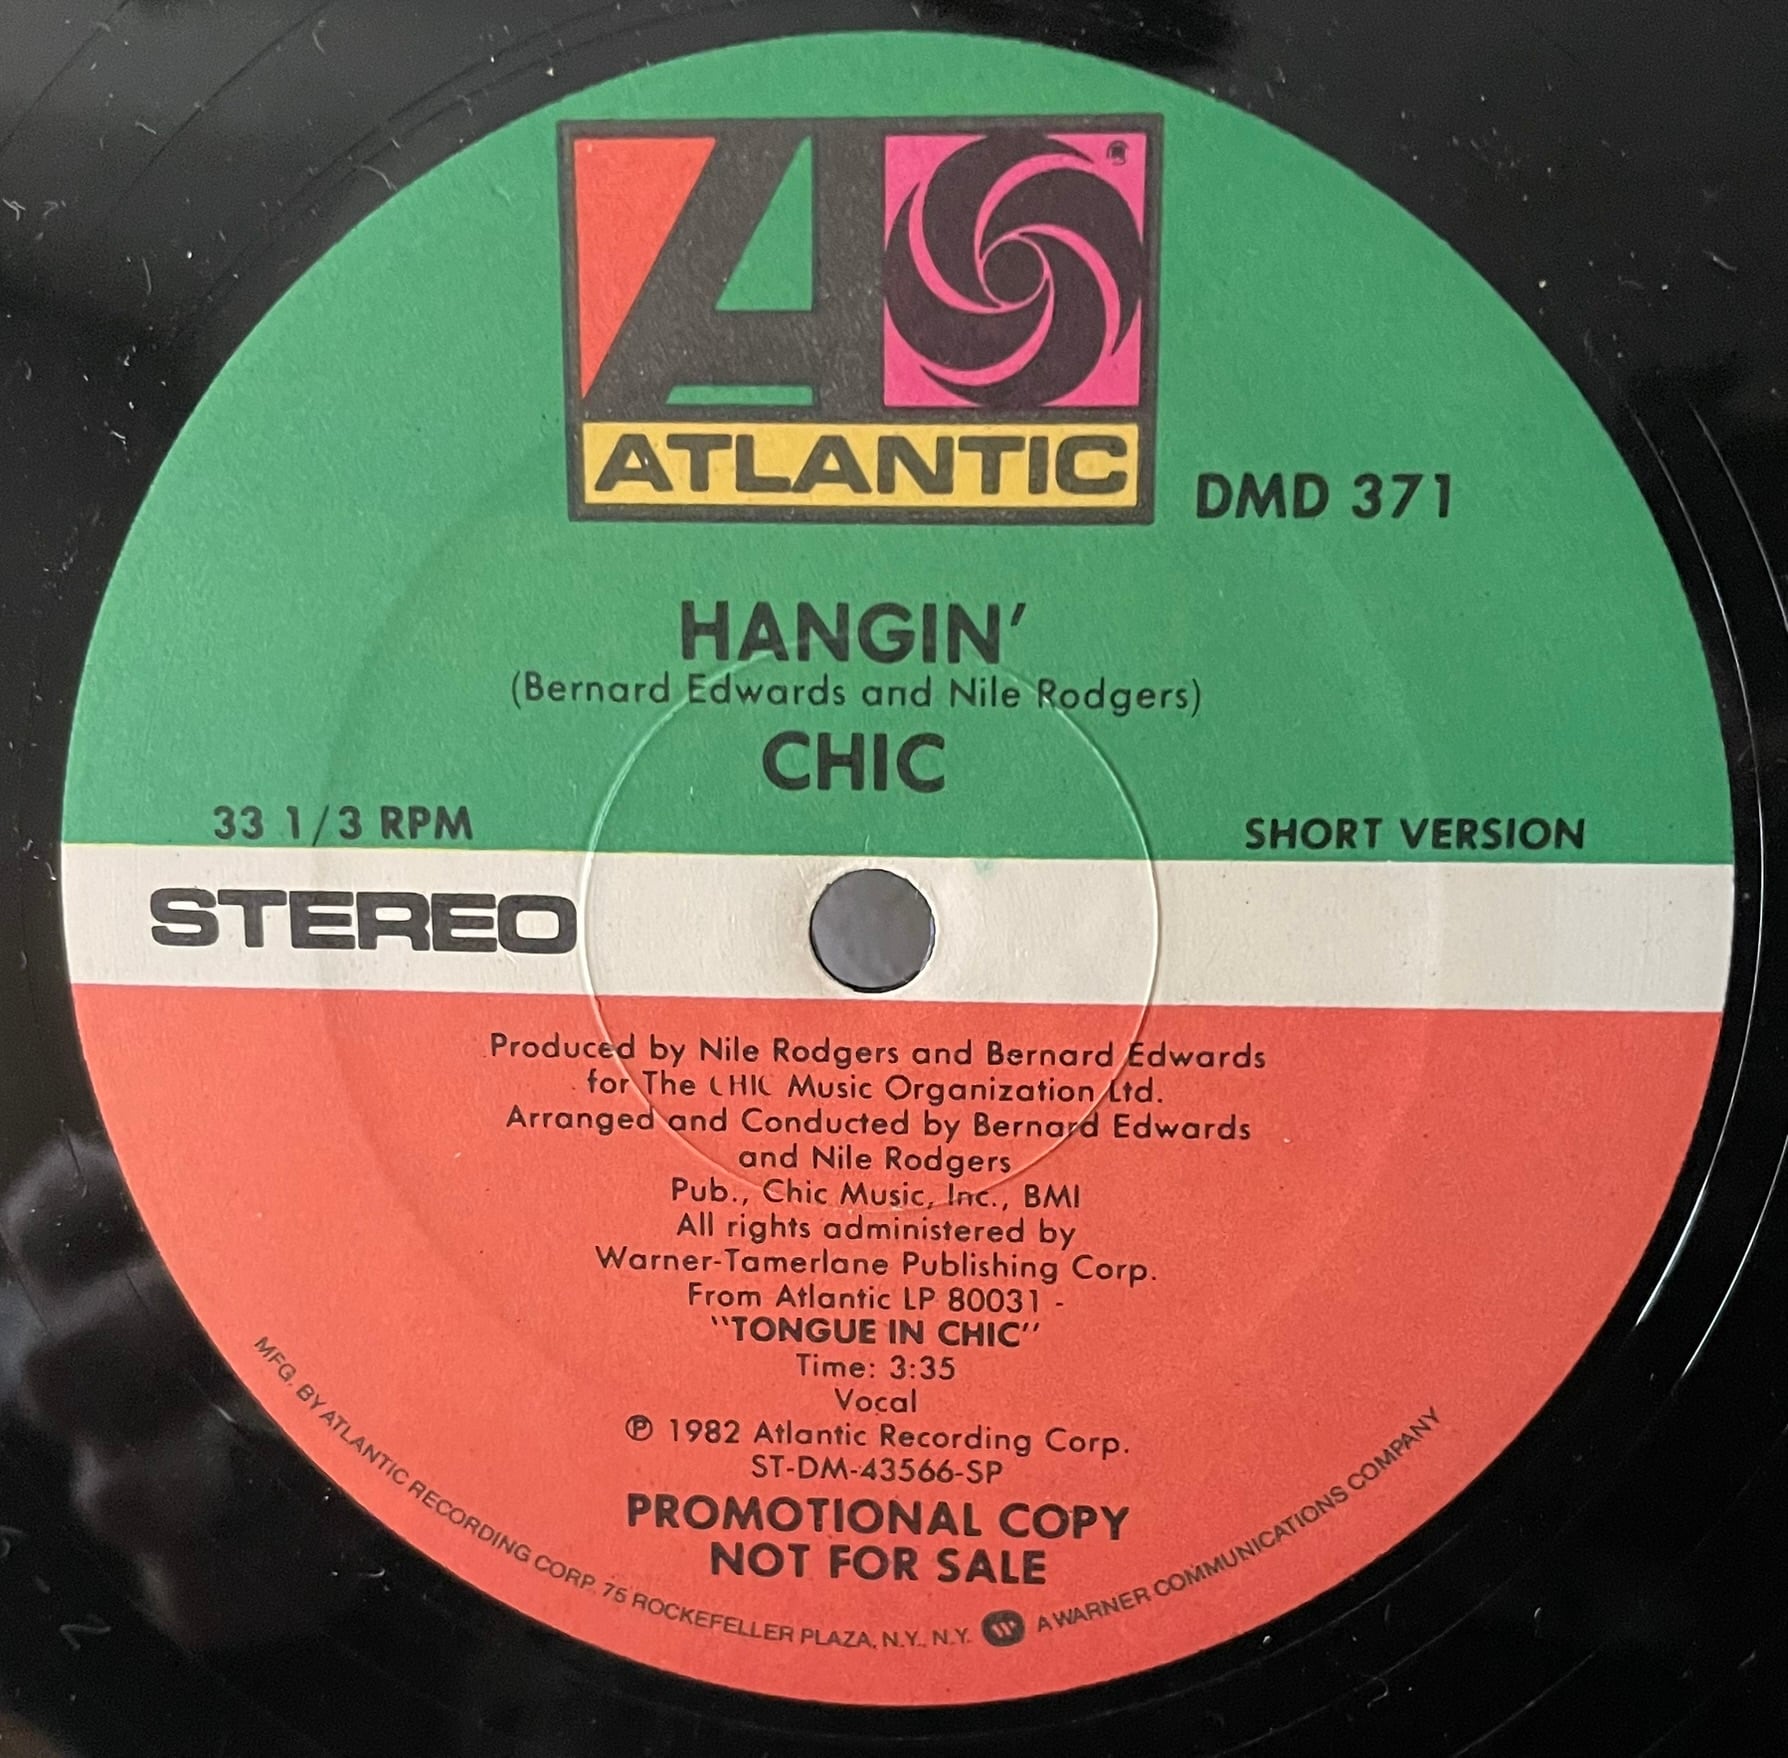 ATLANTIC
DMD 371
HANGIN'
(Bernard Edwards and Nile Rodgers)
CHIC
33 1/3 RPM
SHORT VERSION
STEREO
Produced by Nile Rodgers and Bernard Edwards
for The CHIC Music Organization Ltd.
Arranged and Conducted by Bernard Edwards
and Nile Rodgers
Pub., Chic Music, Inc., BMI
All rights administered by
Warner-Tamerlane Publishing Corp.
From Atlantic LP 80031 -
"TONGUE IN CHIC"
Time: 3:35
Vocal
℗ 1982 Atlantic Recording Corp.
ST-DM-43566-SP
PROMOTIONAL COPY
NOT FOR SALE
MFG. BY ATLANTIC RECORDING CORP. 75 ROCKEFELLER PLAZA, N.Y., N.Y. A WARNER COMMUNICATIONS COMPANY